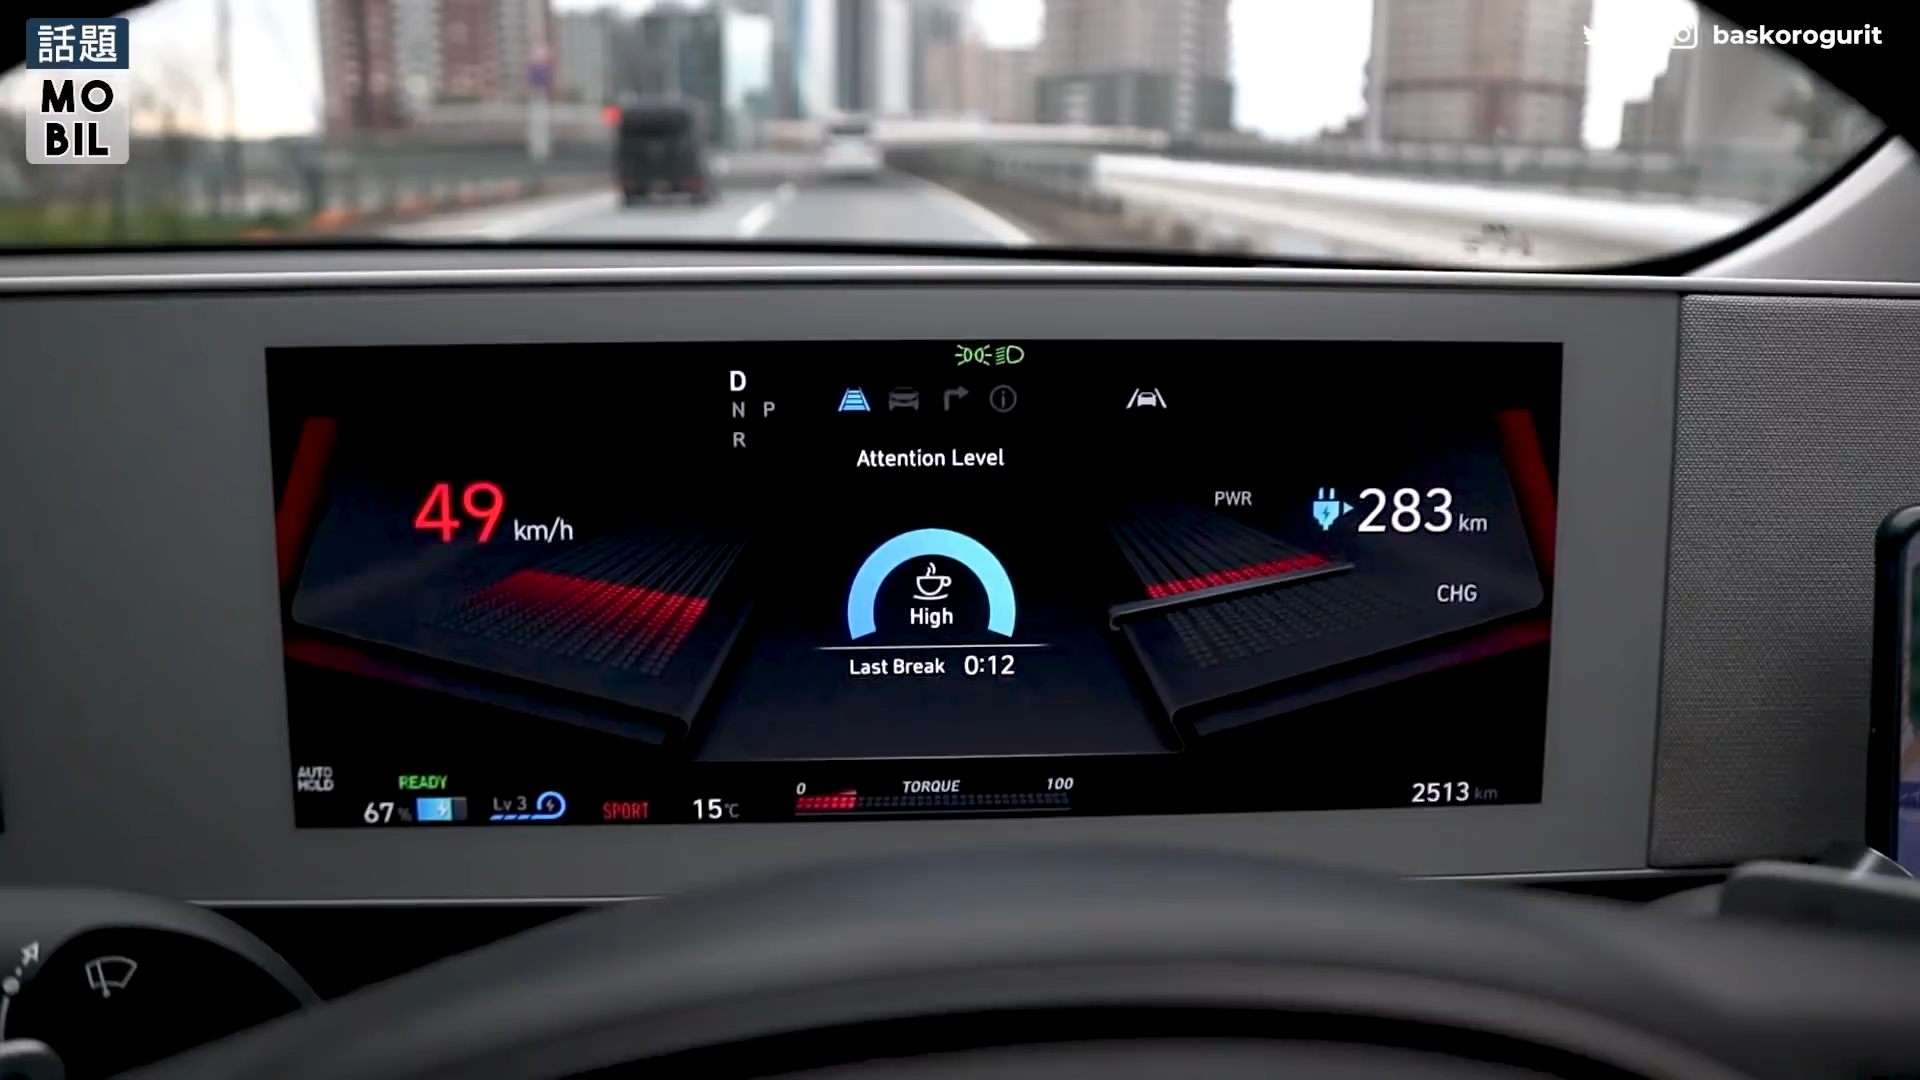 話題
MO
BIL
baskorogurit
D
N P
R
Attention Level
49 km/h
PWR
283 km
High
CHG
Last Break 0:12
AUTO
HOLD
READY
67 %
Lv 3
SPORT
15℃
0 TORQUE 100
2513 km